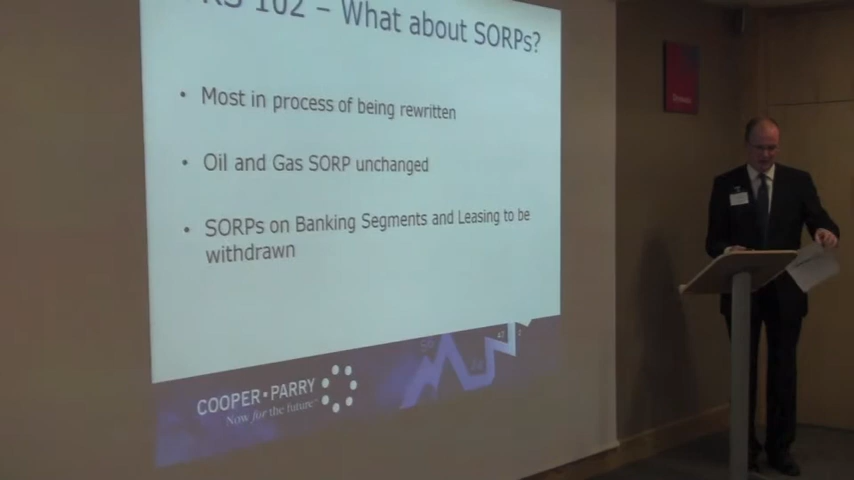 102 – What about SORPs?
• Most in process of being rewritten
• Oil and Gas SORP unchanged
• SORPs on Banking Segments and Leasing to be
withdrawn
COOPER·PARRY
Now for the future